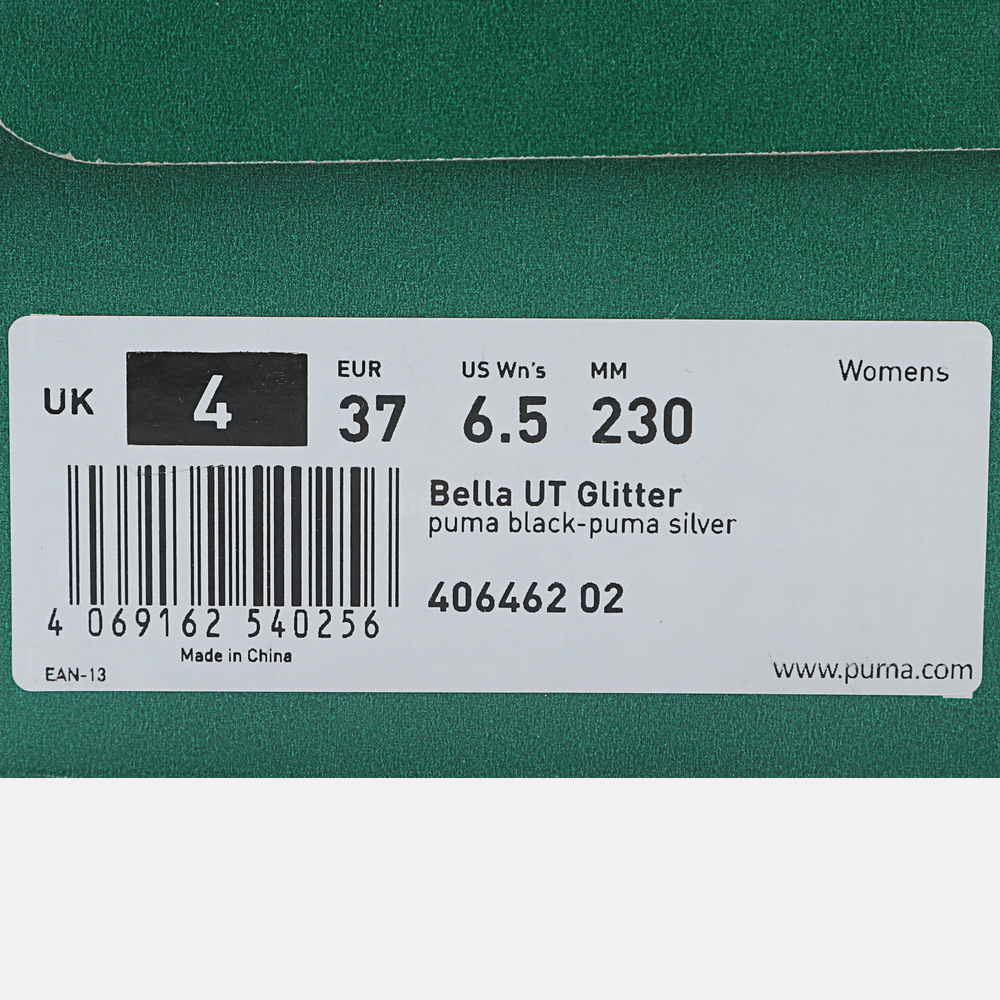 UK 4 EUR 37 US Wn's 6.5 MM 230 Womens
Bella UT Glitter
puma black-puma silver
406462 02
4 069162 540256
Made in China
EAN-13
www.puma.com